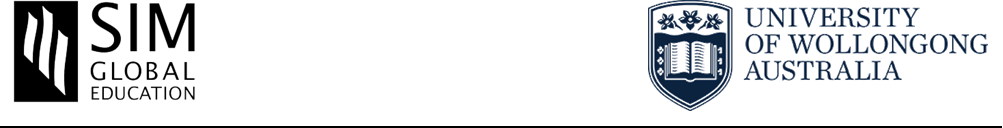 SIM
GLOBAL
EDUCATION
UNIVERSITY
OF WOLLONGONG
AUSTRALIA